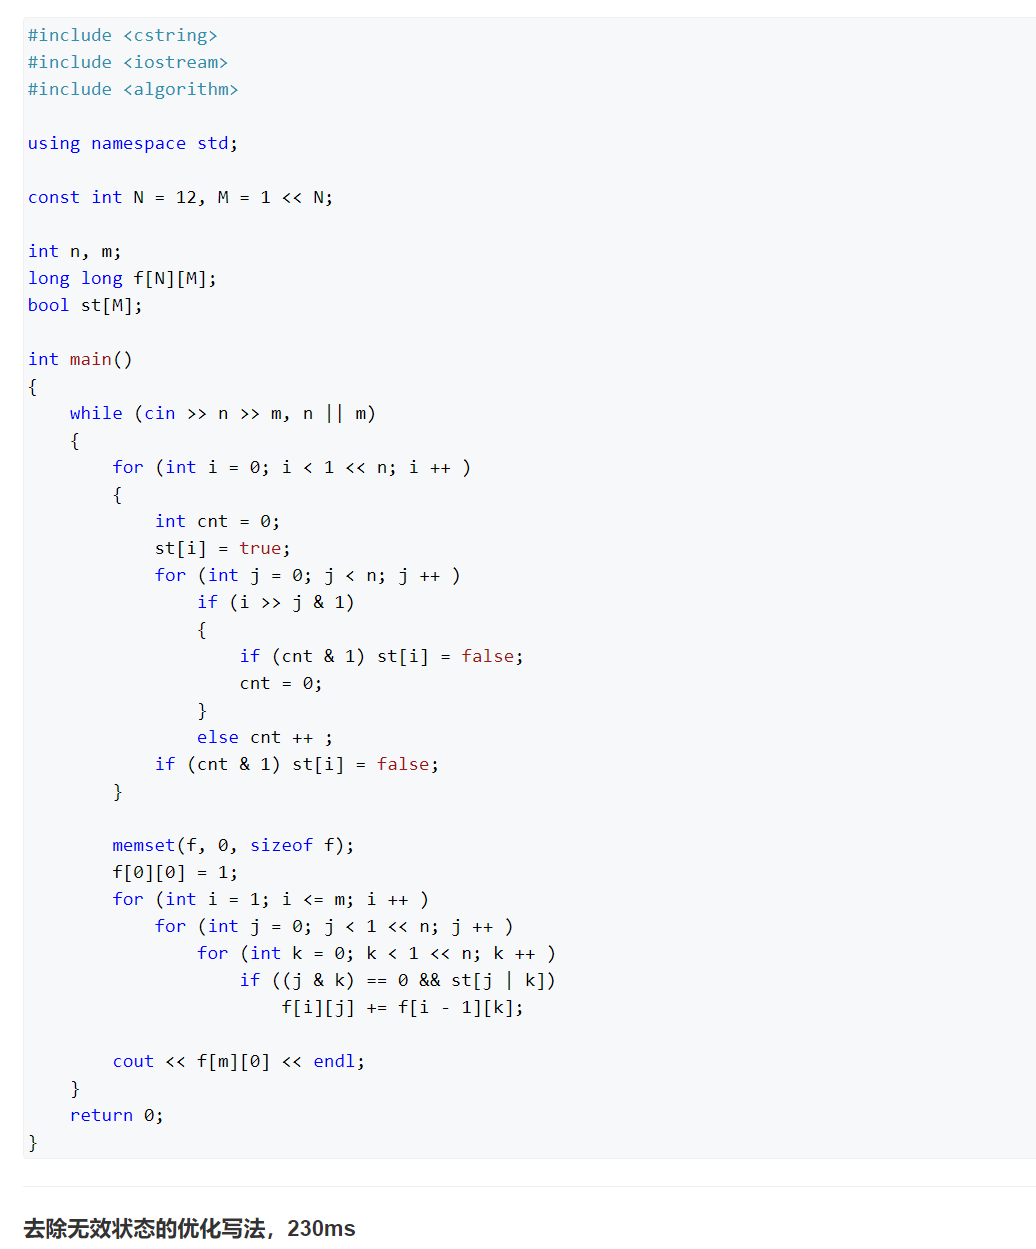 #include <cstring>
#include <iostream>
#include <algorithm>

using namespace std;

const int N = 12, M = 1 << N;

int n, m;
long long f[N][M];
bool st[M];

int main()
{
    while (cin >> n >> m, n || m)
    {
        for (int i = 0; i < 1 << n; i ++ )
        {
            int cnt = 0;
            st[i] = true;
            for (int j = 0; j < n; j ++ )
                if (i >> j & 1)
                {
                    if (cnt & 1) st[i] = false;
                    cnt = 0;
                }
                else cnt ++ ;
            if (cnt & 1) st[i] = false;
        }

        memset(f, 0, sizeof f);
        f[0][0] = 1;
        for (int i = 1; i <= m; i ++ )
            for (int j = 0; j < 1 << n; j ++ )
                for (int k = 0; k < 1 << n; k ++ )
                    if ((j & k) == 0 && st[j | k])
                        f[i][j] += f[i - 1][k];

        cout << f[m][0] << endl;
    }
    return 0;
}
去除无效状态的优化写法，230ms